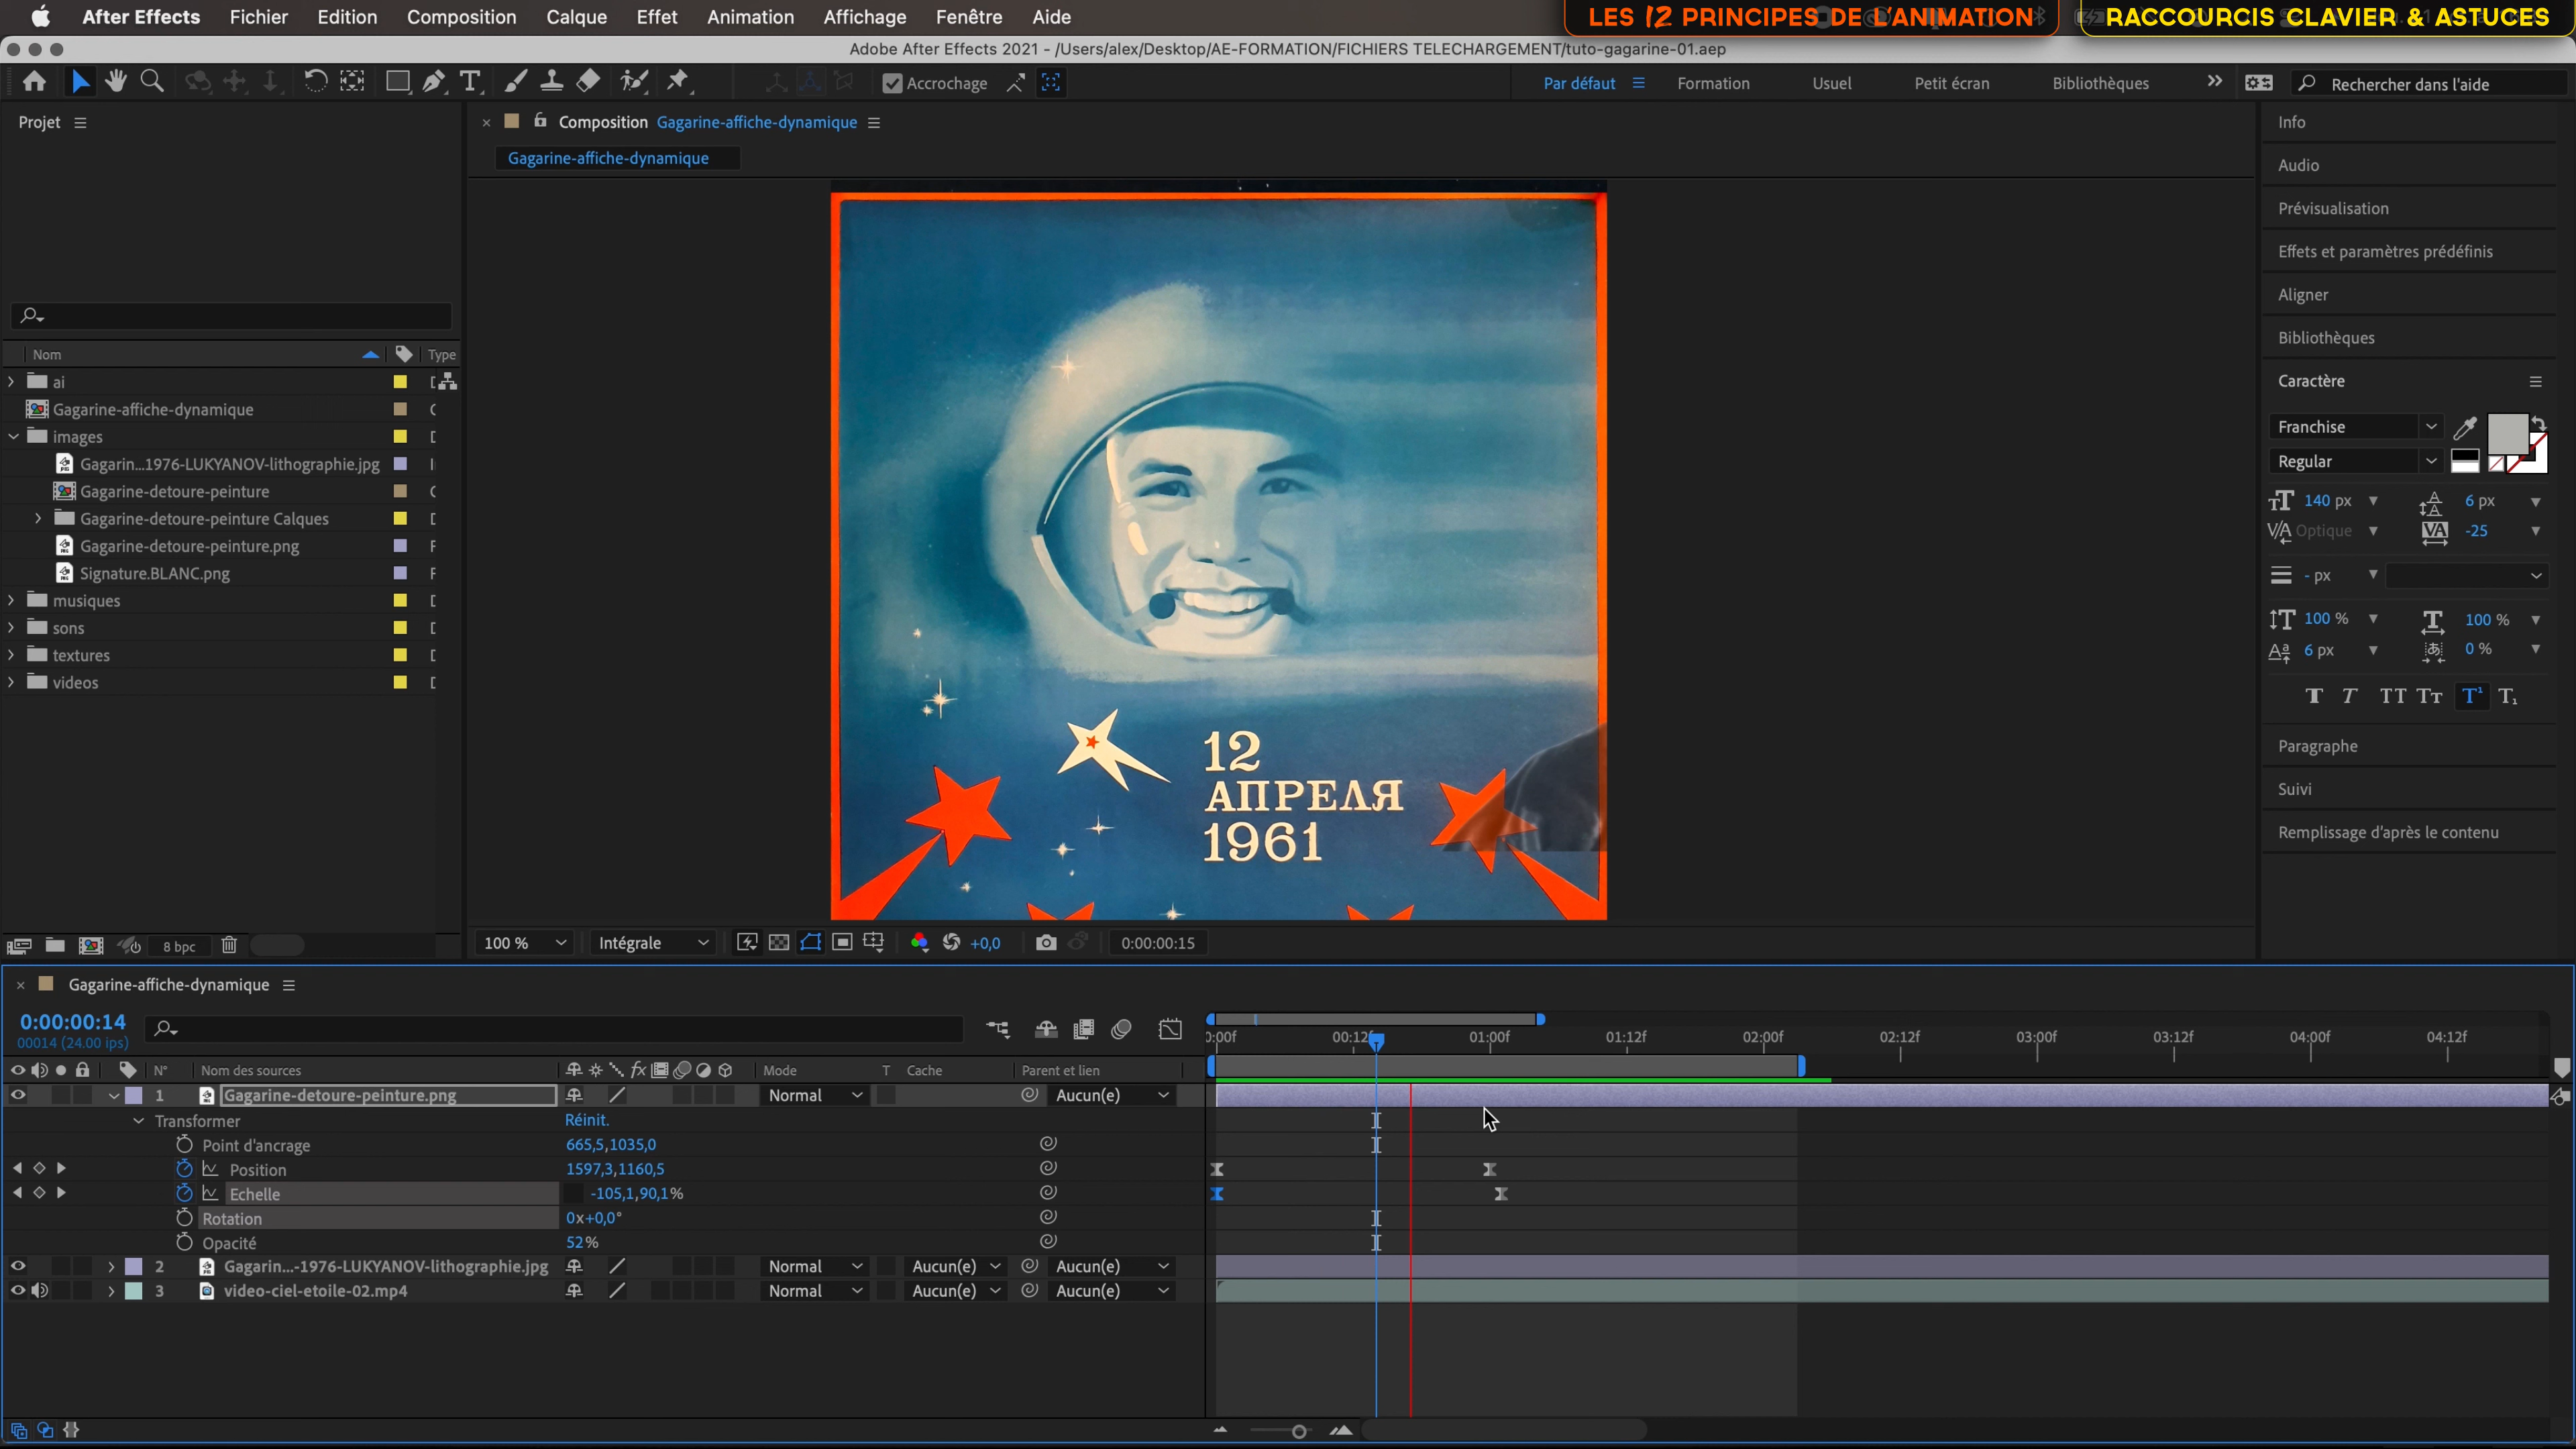 After Effects Fichier Edition Composition Calque Effet Animation Affichage Fenêtre Aide
LES 12 PRINCIPES DE L'ANIMATION
RACCOURCIS CLAVIER & ASTUCES
Adobe After Effects 2021 - /Users/alex/Desktop/AE-FORMATION/FICHIERS TELECHARGEMENT/tuto-gagarine-01.aep
Accrochage
Par défaut Formation Usuel Petit écran Bibliothèques
Rechercher dans l'aide
Projet
Composition Gagarine-affiche-dynamique
Gagarine-affiche-dynamique
Nom Type
ai
Gagarine-affiche-dynamique
images
Gagarin...1976-LUKYANOV-lithographie.jpg
Gagarine-detoure-peinture
Gagarine-detoure-peinture Calques
Gagarine-detoure-peinture.png
Signature.BLANC.png
musiques
sons
textures
videos
8 bpc
12
АПРЕЛЯ
1961
100 % Intégrale +0,0 0:00:00:15
Info
Audio
Prévisualisation
Effets et paramètres prédéfinis
Aligner
Bibliothèques
Caractère
Franchise
Regular
140 px 6 px
Optique -25
- px
100 % 100 %
6 px 0 %
Paragraphe
Suivi
Remplissage d'après le contenu
Gagarine-affiche-dynamique
0:00:00:14
00014 (24.00 ips)
0:00f 00:12f 01:00f 01:12f 02:00f 02:12f 03:00f 03:12f 04:00f 04:12f
N° Nom des sources Mode T Cache Parent et lien
1 Gagarine-detoure-peinture.png Normal Aucun(e)
Transformer Réinit.
Point d'ancrage 665,5,1035,0
Position 1597,3,1160,5
Echelle -105,1,90,1%
Rotation 0x+0,0°
Opacité 52%
2 Gagarin...-1976-LUKYANOV-lithographie.jpg Normal Aucun(e) Aucun(e)
3 video-ciel-etoile-02.mp4 Normal Aucun(e) Aucun(e)